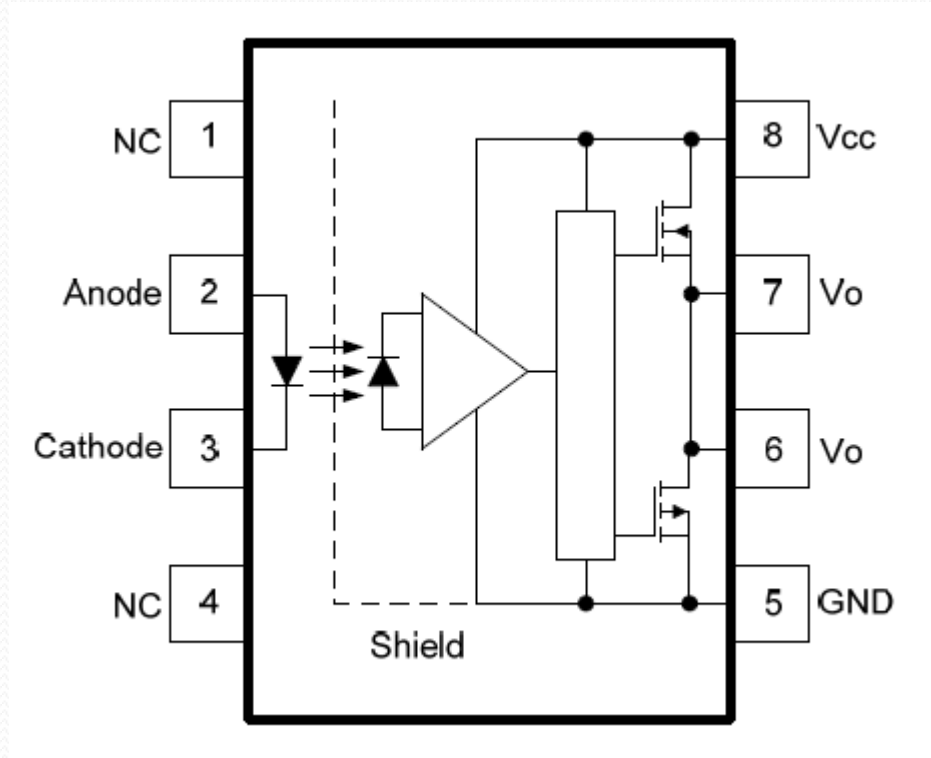 NC 1
Anode 2
Cathode 3
NC 4
Shield
8 Vcc
7 Vo
6 Vo
5 GND